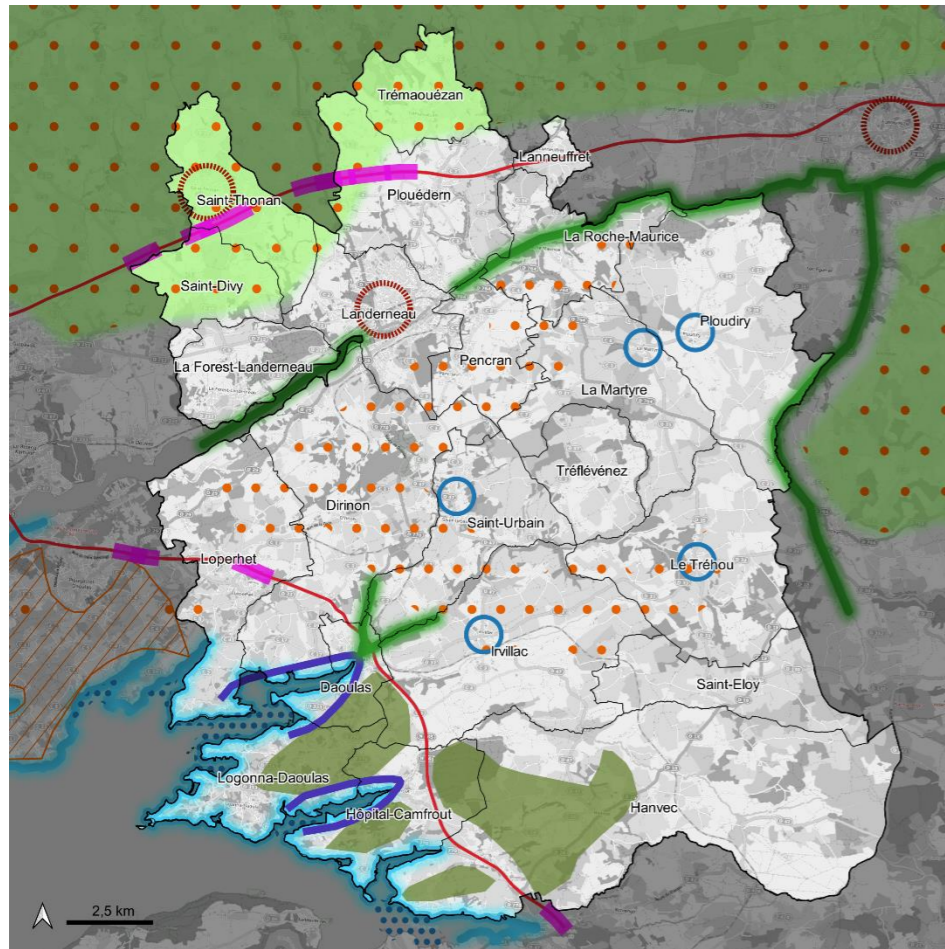 Trémaouézan
Lanneuffret
Saint-Thonan
Plouédern
La Roche-Maurice
Saint-Divy
Landerneau
Ploudiry
Pencran
La Forest-Landerneau
La Martyre
Tréflévénez
Dirinon
Saint-Urbain
Loperhet
Le Tréhou
Irvillac
Saint-Eloy
Daoulas
Logonna-Daoulas
Hôpital-Camfrout
Hanvec
2,5 km